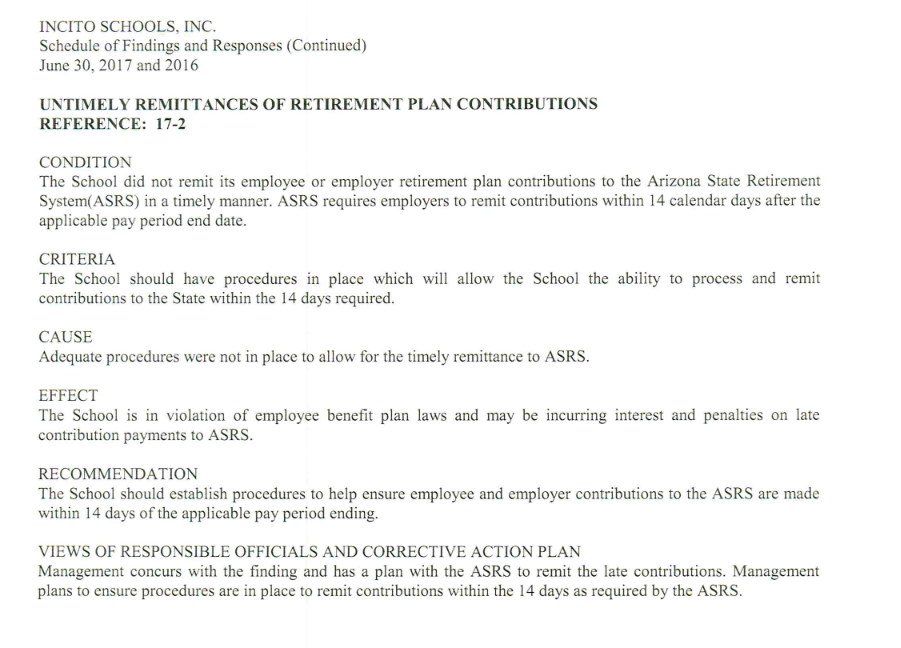 INCITO SCHOOLS, INC.
Schedule of Findings and Responses (Continued)
June 30, 2017 and 2016
UNTIMELY REMITTANCES OF RETIREMENT PLAN CONTRIBUTIONS
REFERENCE: 17-2
CONDITION
The School did not remit its employee or employer retirement plan contributions to the Arizona State Retirement
System(ASRS) in a timely manner. ASRS requires employers to remit contributions within 14 calendar days after the
applicable pay period end date.
CRITERIA
The School should have procedures in place which will allow the School the ability to process and remit
contributions to the State within the 14 days required.
CAUSE
Adequate procedures were not in place to allow for the timely remittance to ASRS.
EFFECT
The School is in violation of employee benefit plan laws and may be incurring interest and penalties on late
contribution payments to ASRS.
RECOMMENDATION
The School should establish procedures to help ensure employee and employer contributions to the ASRS are made
within 14 days of the applicable pay period ending.
VIEWS OF RESPONSIBLE OFFICIALS AND CORRECTIVE ACTION PLAN
Management concurs with the finding and has a plan with the ASRS to remit the late contributions. Management
plans to ensure procedures are in place to remit contributions within the 14 days as required by the ASRS.